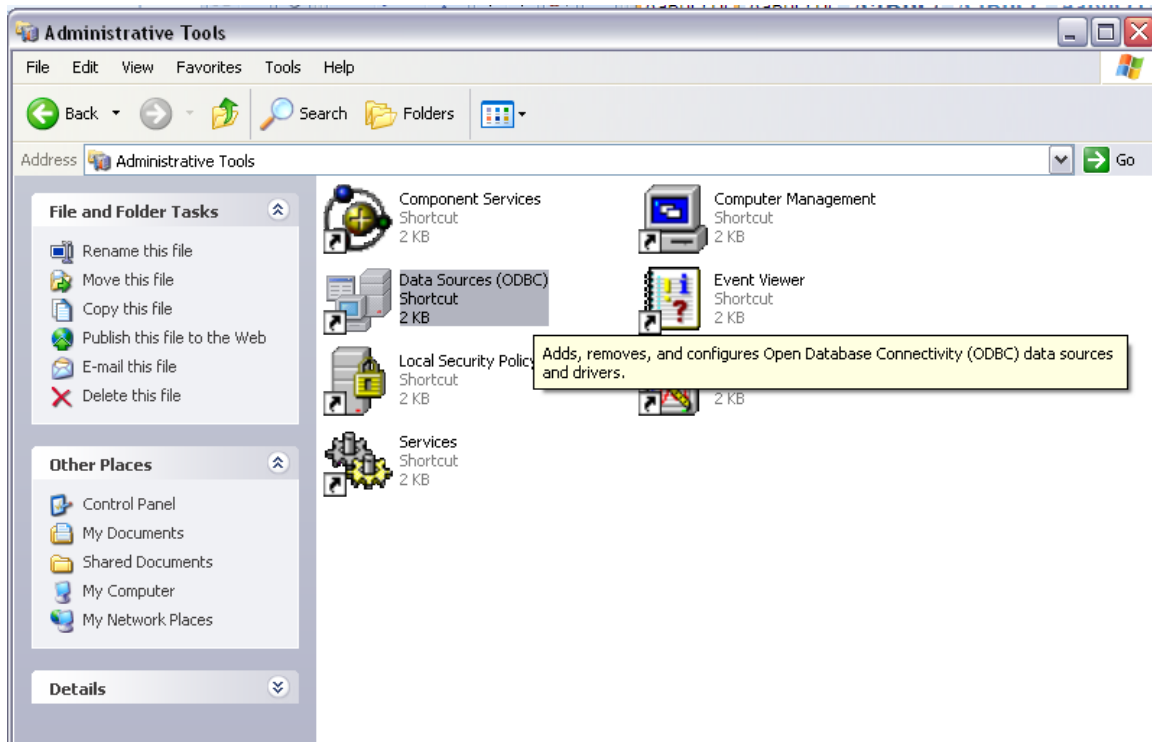 Administrative Tools
File Edit View Favorites Tools Help
Back Search Folders
Address Administrative Tools Go
File and Folder Tasks
Rename this file
Move this file
Copy this file
Publish this file to the Web
E-mail this file
Delete this file
Other Places
Control Panel
My Documents
Shared Documents
My Computer
My Network Places
Details
Component Services
Shortcut
2 KB
Computer Management
Shortcut
2 KB
Data Sources (ODBC)
Shortcut
2 KB
Event Viewer
Shortcut
2 KB
Adds, removes, and configures Open Database Connectivity (ODBC) data sources
and drivers.
Local Security Policy
Shortcut
2 KB
2 KB
Services
Shortcut
2 KB